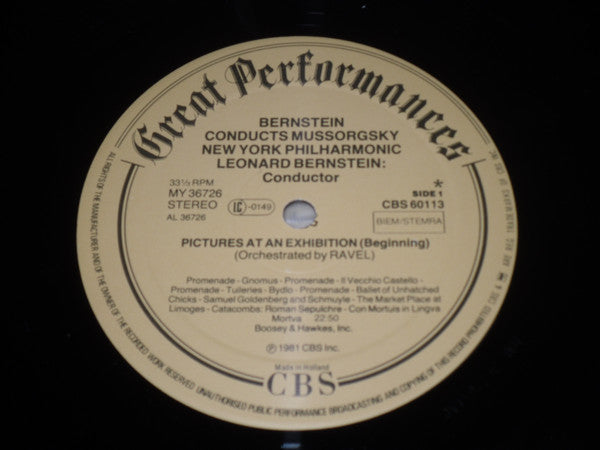 Great Performances
BERNSTEIN
CONDUCTS MUSSORGSKY
NEW YORK PHILHARMONIC
LEONARD BERNSTEIN:
Conductor
33⅓ RPM
MY 36726
STEREO
AL 36726
LC -0149
*
SIDE 1
CBS 60113
BIEM/STEMRA
PICTURES AT AN EXHIBITION (Beginning)
(Orchestrated by RAVEL)
Promenade - Gnomus - Promenade - Il Vecchio Castello -
Promenade - Tuileries - Bydlo - Promenade - Ballet of Unhatched
Chicks - Samuel Goldenberg and Schmuyle - The Market Place at
Limoges - Catacombs: Roman Sepulchre - Con Mortuis in Lingva
Mortva 22:50
Boosey & Hawkes, Inc.
Ⓟ 1981 CBS Inc.
Made in Holland
CBS
ALL RIGHTS OF THE MANUFACTURER AND OF THE OWNER OF THE RECORDED WORK RESERVED. UNAUTHORISED PUBLIC PERFORMANCE BROADCASTING AND COPYING OF THIS RECORD PROHIBITED